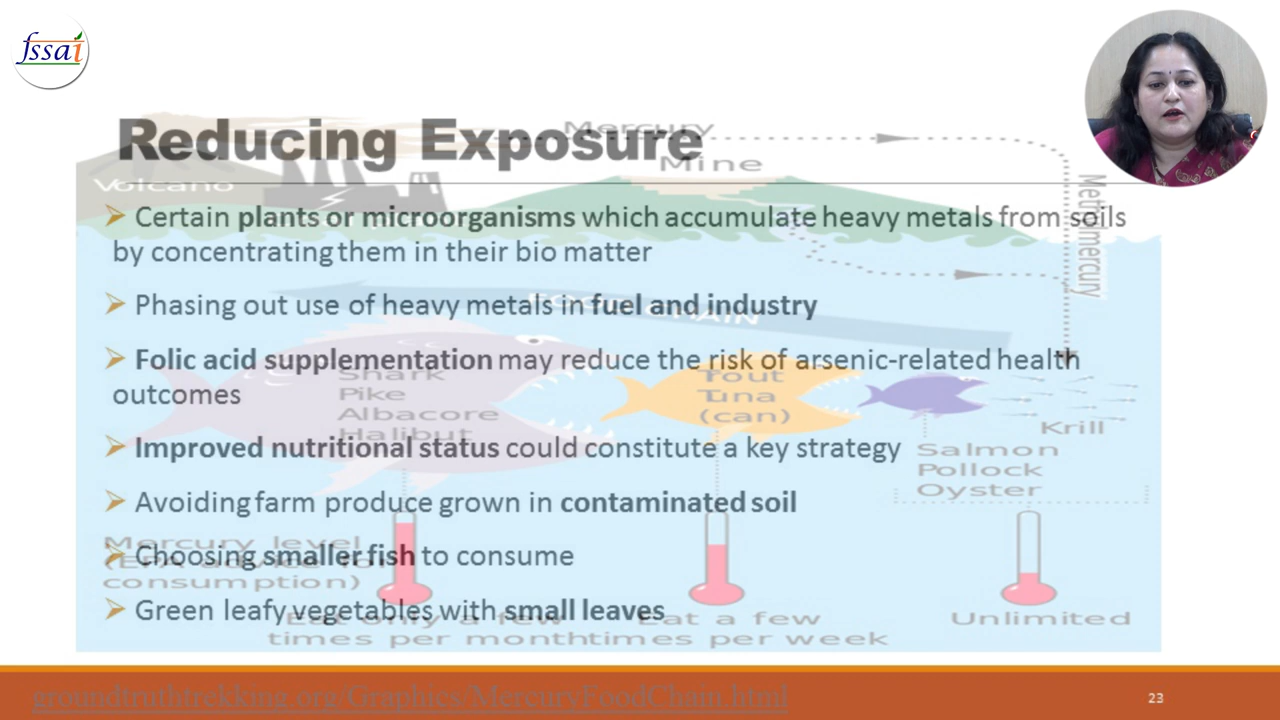 fssai
Reducing Exposure
Mercury
Mine
Volcano
Methylmercury
➢ Certain plants or microorganisms which accumulate heavy metals from soils
by concentrating them in their bio matter
➢ Phasing out use of heavy metals in fuel and industry
FOOD CHAIN
➢ Folic acid supplementation may reduce the risk of arsenic-related health
outcomes
Shark
Pike
Albacore
Halibut
Trout
Tuna
(can)
Krill
Salmon
Pollock
Oyster
➢ Improved nutritional status could constitute a key strategy
➢ Avoiding farm produce grown in contaminated soil
Mercury level
(EPA advice for
consumption)
➢ Choosing smaller fish to consume
➢ Green leafy vegetables with small leaves
Eat only a few
times per month
Eat a few
times per week
Unlimited
groundtruthtrekking.org/Graphics/MercuryFoodChain.html
23